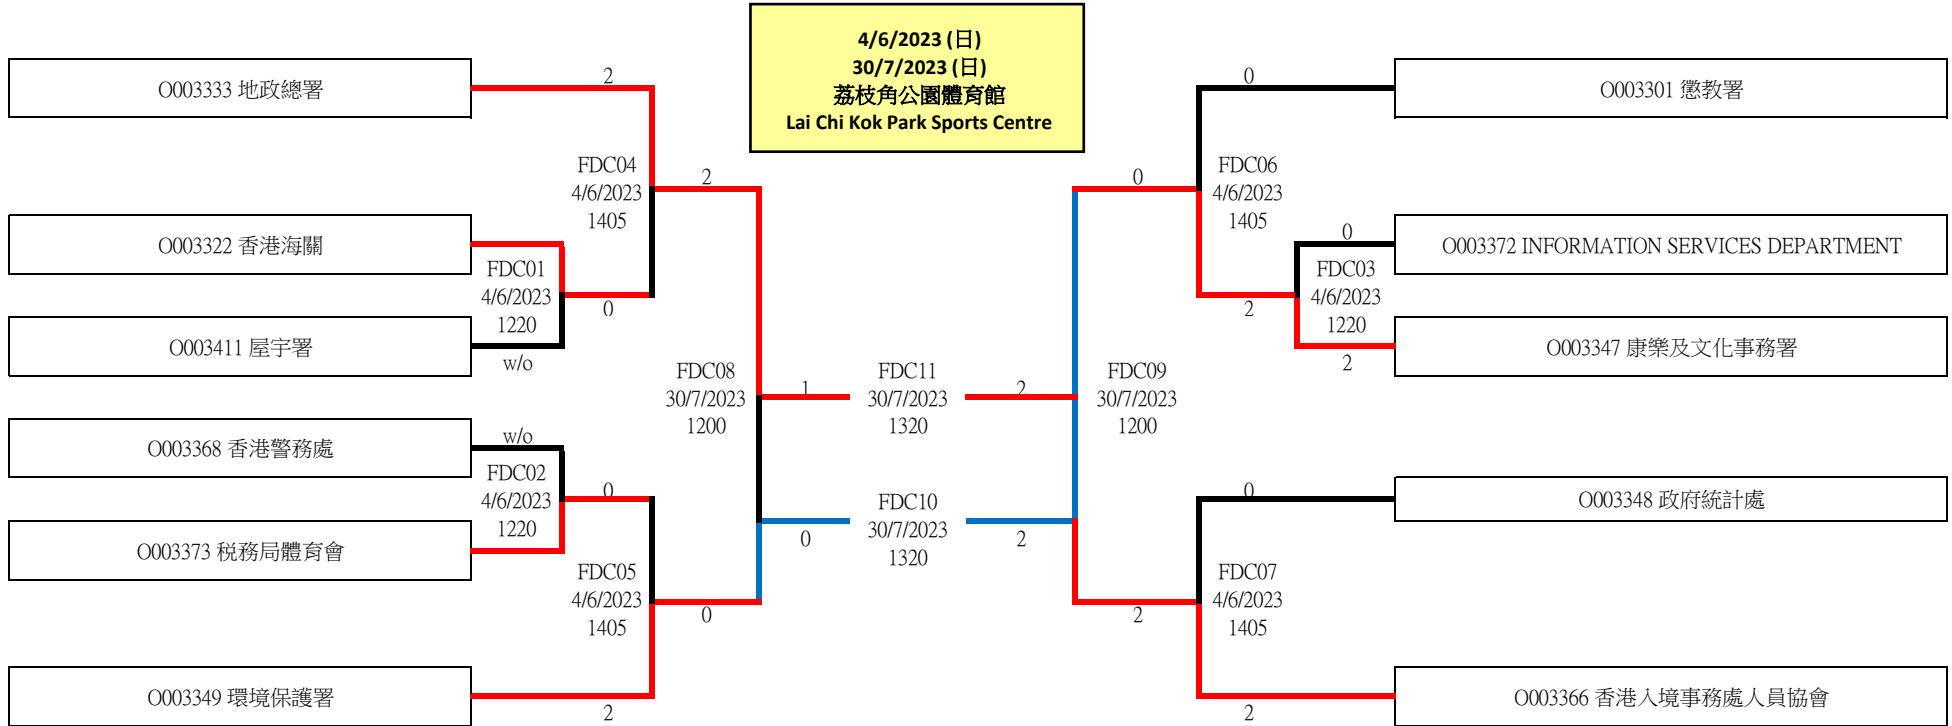 4/6/2023 (日)
30/7/2023 (日)
荔枝角公園體育館
Lai Chi Kok Park Sports Centre
O003333 地政總署
2
FDC04
4/6/2023
1405
2
O003322 香港海關
FDC01
4/6/2023
1220
0
O003411 屋宇署
w/o
FDC08
30/7/2023
1200
1
O003368 香港警務處
w/o
FDC02
4/6/2023
1220
0
O003373 税務局體育會
FDC05
4/6/2023
1405
0
O003349 環境保護署
2
FDC11
30/7/2023
1320
2
FDC10
30/7/2023
1320
0
2
0
O003301 懲教署
0
FDC06
4/6/2023
1405
0
O003372 INFORMATION SERVICES DEPARTMENT
FDC03
4/6/2023
1220
2
O003347 康樂及文化事務署
2
FDC09
30/7/2023
1200
0
O003348 政府統計處
FDC07
4/6/2023
1405
2
O003366 香港入境事務處人員協會
2